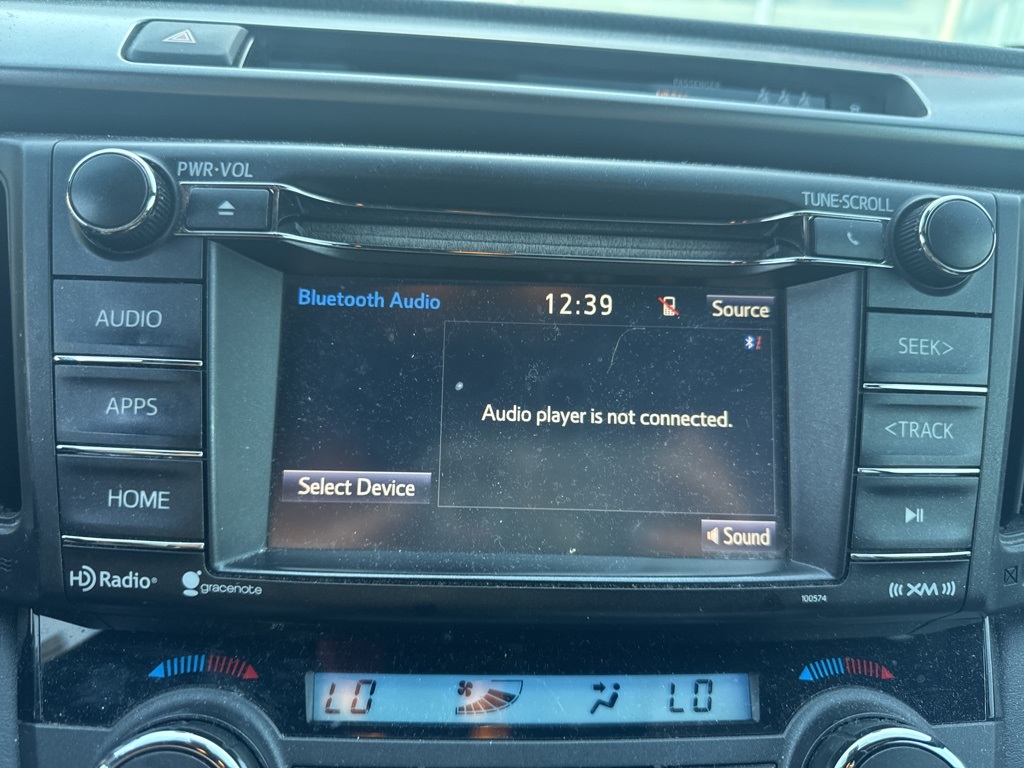 PASSENGER
PWR·VOL
TUNE·SCROLL
Bluetooth Audio
12:39
Source
AUDIO
SEEK>
APPS
Audio player is not connected.
<TRACK
Select Device
HOME
Sound
HD Radio®
gracenote
100574
XM
LO
LO